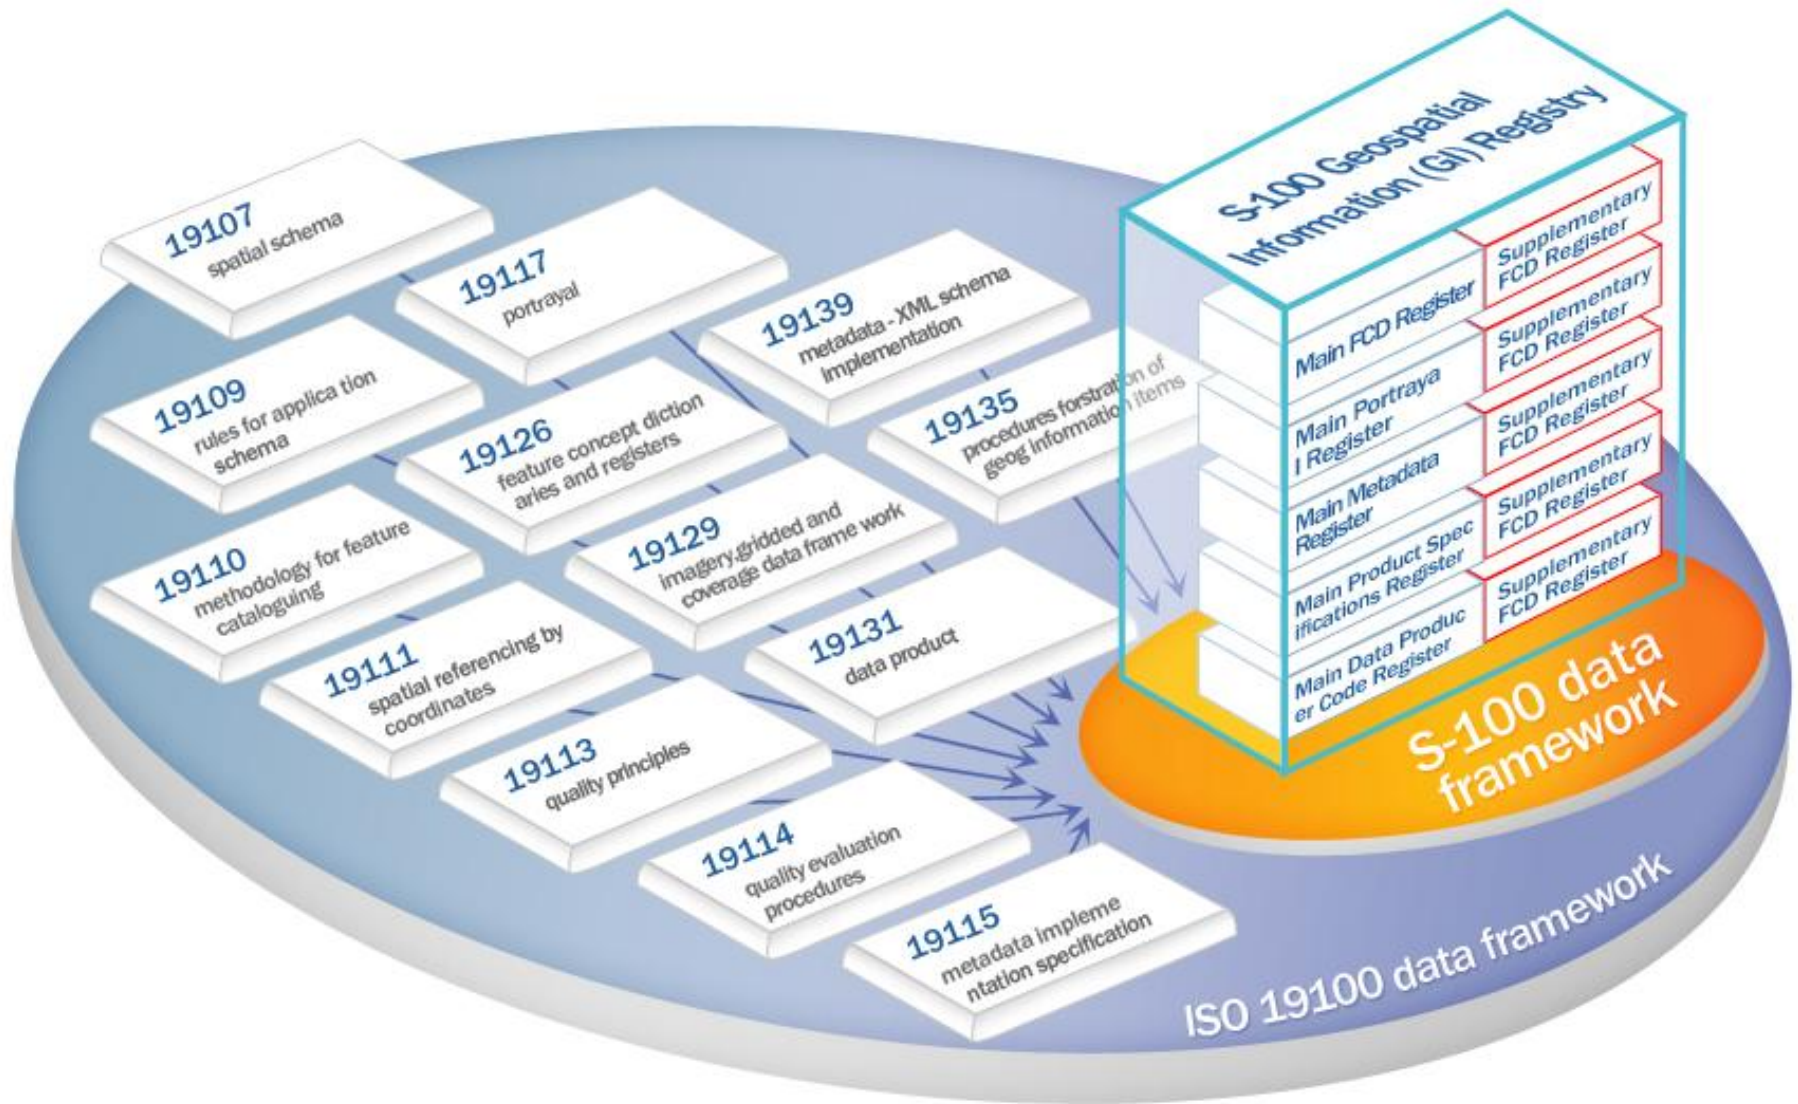 19107
spatial schema
19117
portrayal
19139
metadata - XML schema
implementation
19109
rules for applica tion
schema
19126
feature concept diction
aries and registers
19135
procedures forstration of
geog information items
19110
methodology for feature
cataloguing
19129
imagery,gridded and
coverage data frame work
19111
spatial referencing by
coordinates
19131
data product
19113
quality principles
19114
quality evaluation
procedures
19115
metadata impleme
ntation specification
S-100 Geospatial
Information (GI) Registry
Main FCD Register
Supplementary
FCD Register
Main Portraya
l Register
Supplementary
FCD Register
Main Metadata
Register
Supplementary
FCD Register
Main Product Spec
ifications Register
Supplementary
FCD Register
Main Data Produc
er Code Register
Supplementary
FCD Register
S-100 data
framework
ISO 19100 data framework